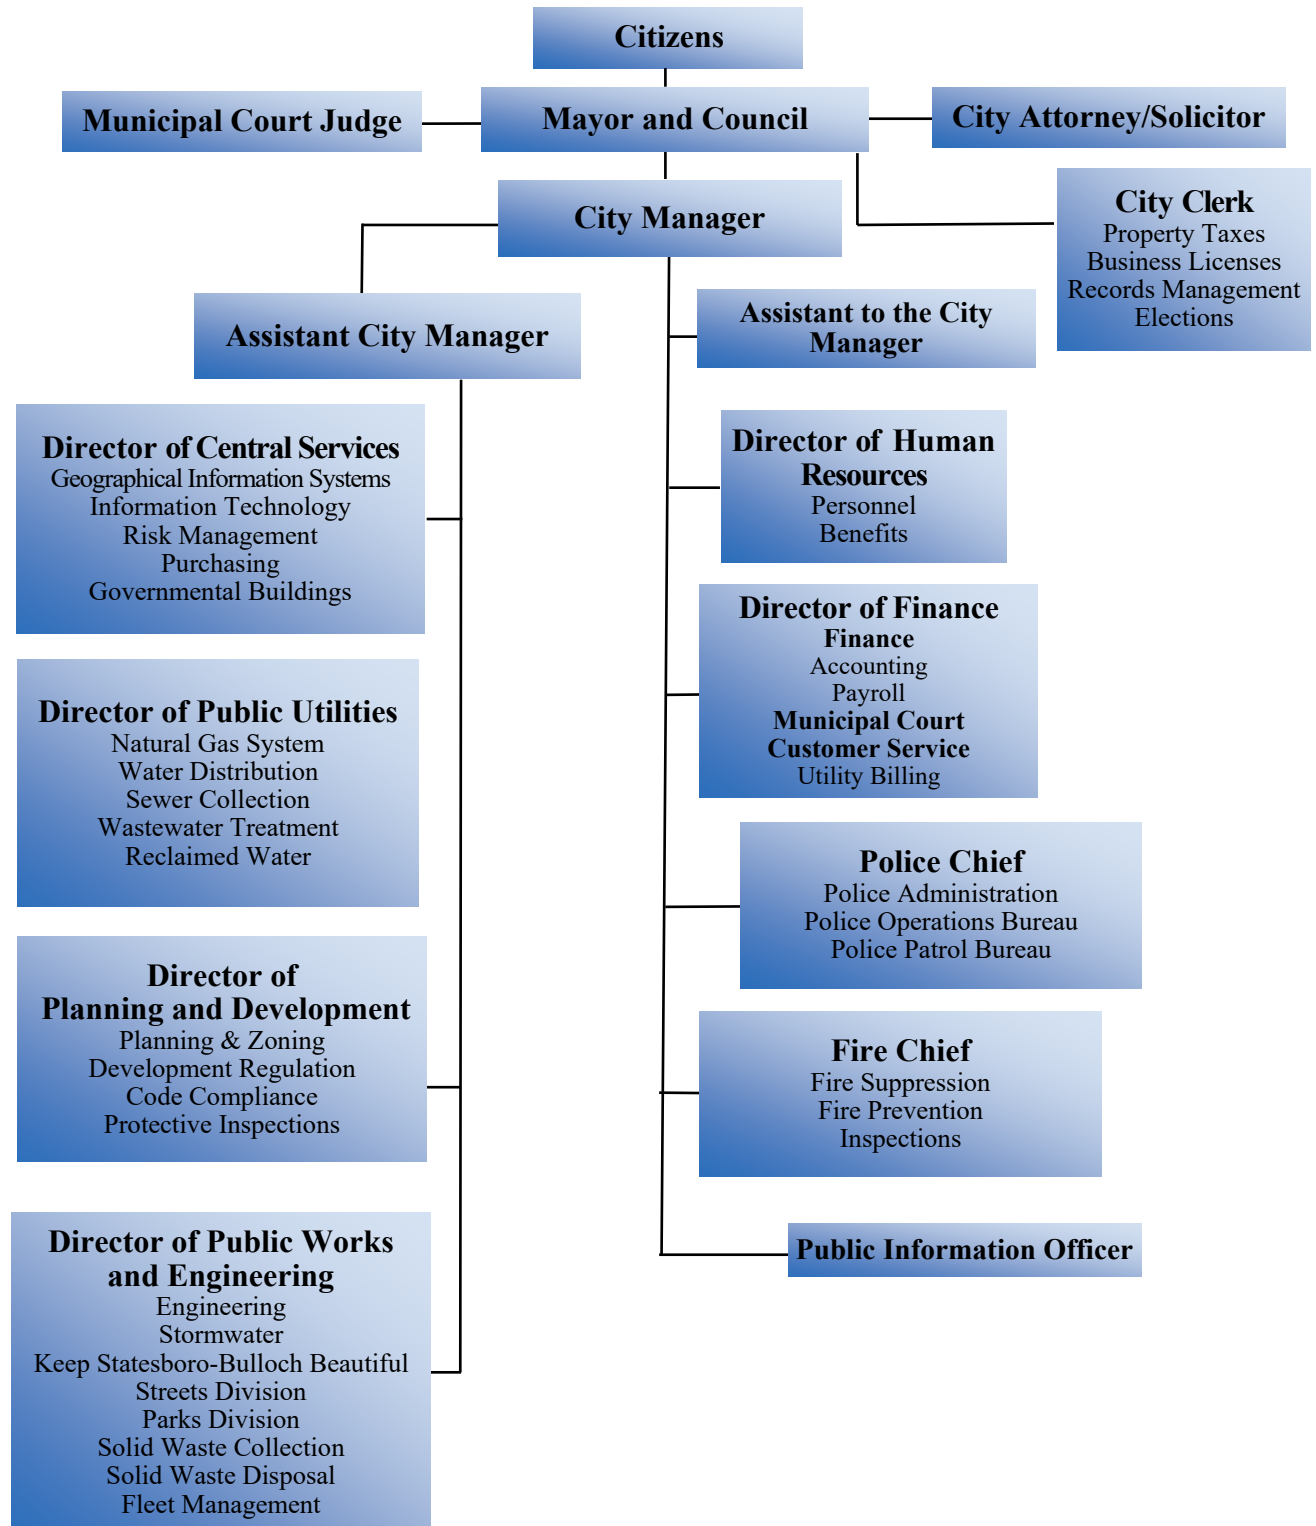 Citizens
Municipal Court Judge
Mayor and Council
City Attorney/Solicitor
City Manager
City Clerk
Property Taxes
Business Licenses
Records Management
Elections
Assistant City Manager
Assistant to the City
Manager
Director of Central Services
Geographical Information Systems
Information Technology
Risk Management
Purchasing
Governmental Buildings
Director of Human
Resources
Personnel
Benefits
Director of Finance
Finance
Accounting
Payroll
Municipal Court
Customer Service
Utility Billing
Director of Public Utilities
Natural Gas System
Water Distribution
Sewer Collection
Wastewater Treatment
Reclaimed Water
Police Chief
Police Administration
Police Operations Bureau
Police Patrol Bureau
Director of
Planning and Development
Planning & Zoning
Development Regulation
Code Compliance
Protective Inspections
Fire Chief
Fire Suppression
Fire Prevention
Inspections
Director of Public Works
and Engineering
Engineering
Stormwater
Keep Statesboro-Bulloch Beautiful
Streets Division
Parks Division
Solid Waste Collection
Solid Waste Disposal
Fleet Management
Public Information Officer